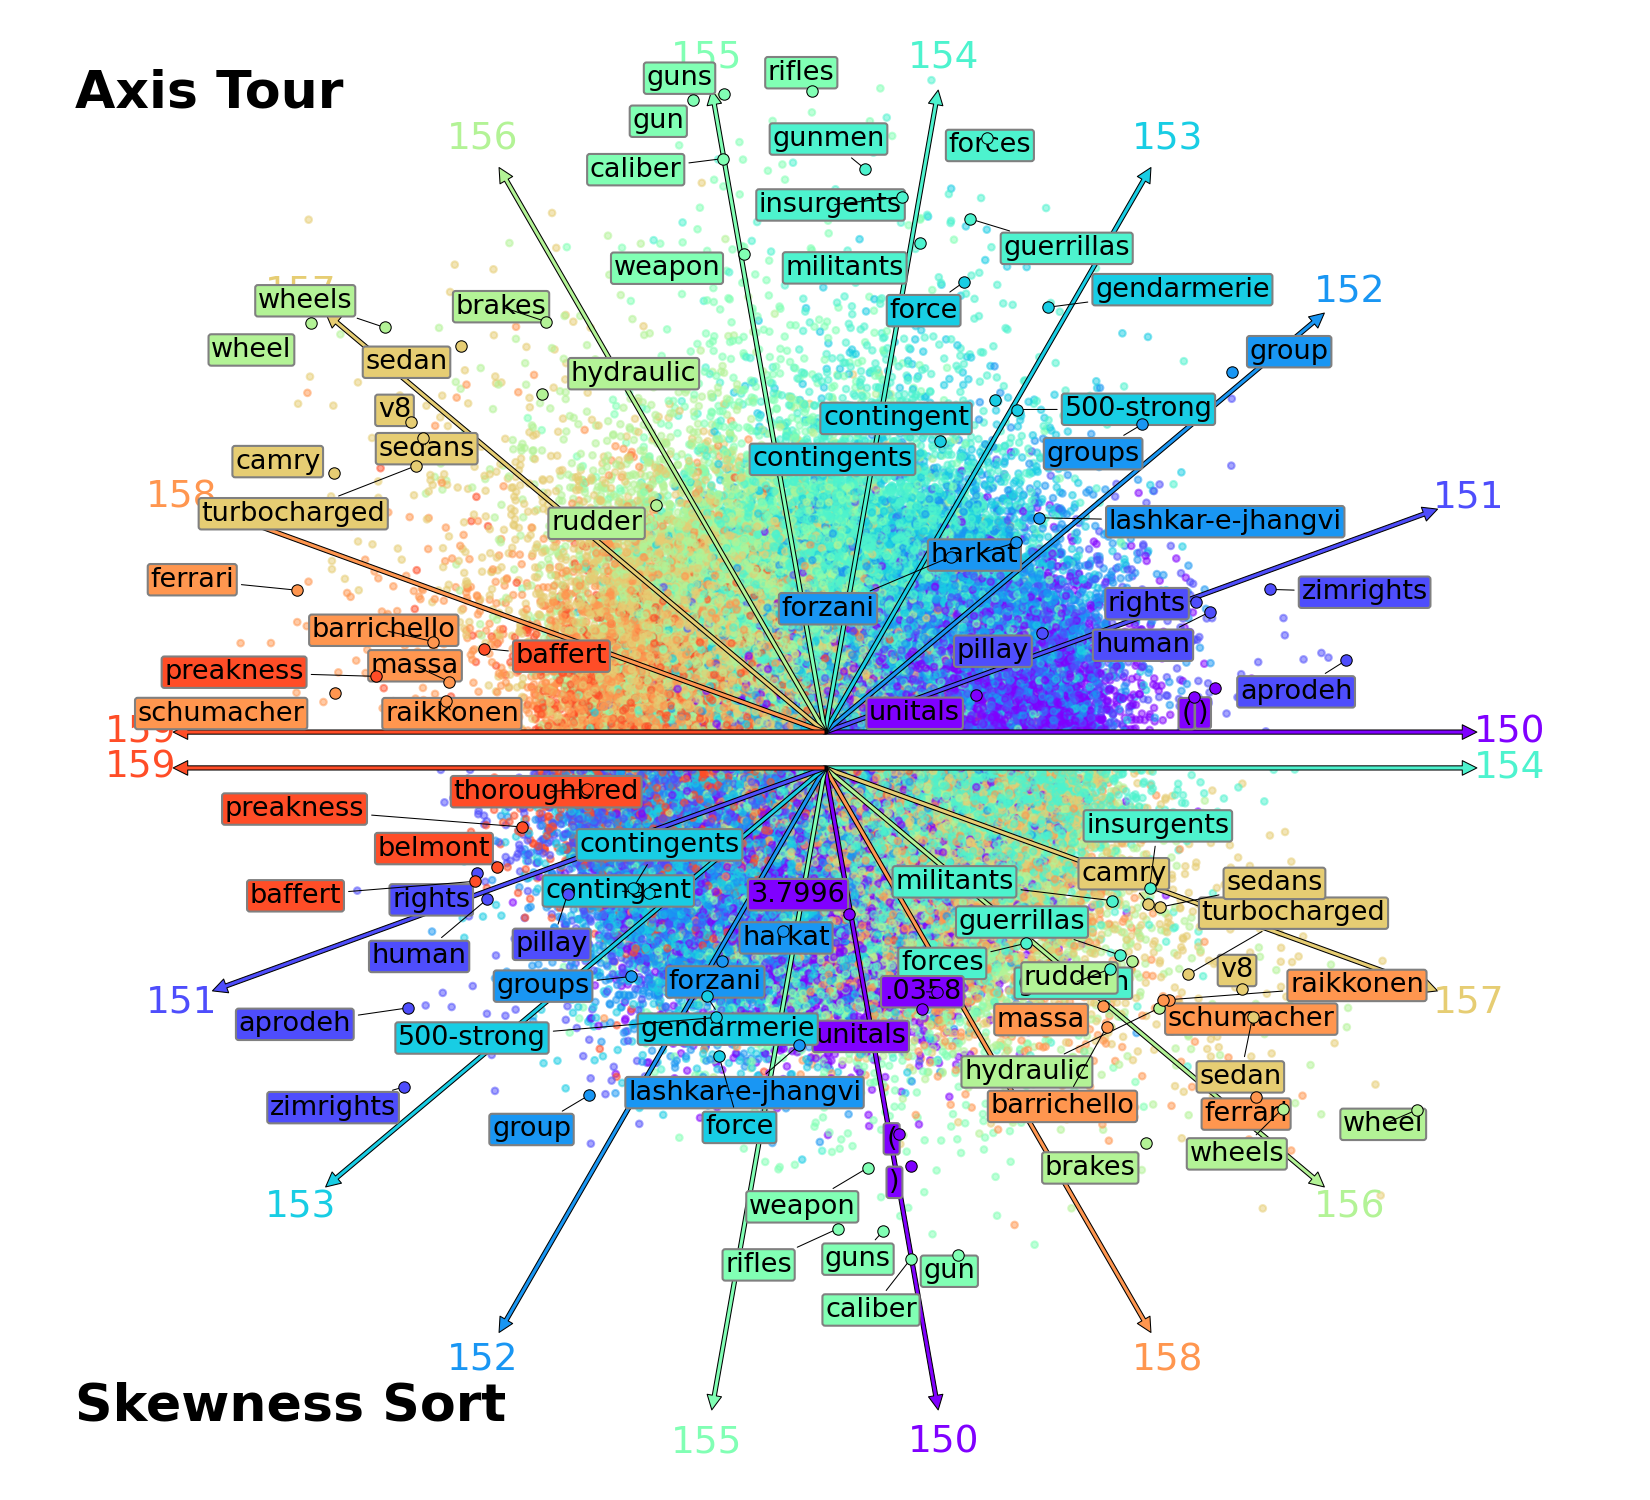 155
154
rifles
guns
Axis Tour
gun
156
gunmen
153
forces
caliber
insurgents
guerrillas
weapon
militants
157
gendarmerie
152
wheels
brakes
force
wheel
group
sedan
hydraulic
v8
500-strong
contingent
sedans
groups
camry
contingents
158
151
turbocharged
rudder
lashkar-e-jhangvi
harkat
ferrari
zimrights
rights
forzani
barrichello
human
pillay
baffert
massa
preakness
aprodeh
schumacher
raikkonen
unitals
(
)
159
150
159
154
thoroughbred
preakness
insurgents
contingents
belmont
camry
militants
sedans
baffert
rights
contingent
3.7996
turbocharged
guerrillas
harkat
human
pillay
forces
v8
rudder
forzani
groups
.0358
raikkonen
151
157
aprodeh
massa
schumacher
500-strong
gendarmerie
unitals
hydraulic
sedan
lashkar-e-jhangvi
zimrights
barrichello
ferrari
wheel
group
force
(
wheels
brakes
)
153
weapon
156
guns
rifles
gun
caliber
152
158
Skewness Sort
155
150